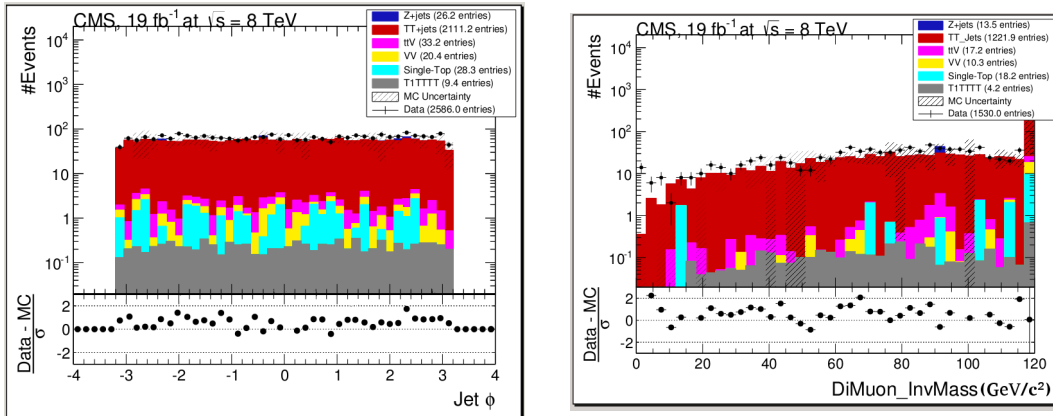 CMS, 19 fb⁻¹ at √s = 8 TeV
Z+jets (26.2 entries)
TT+jets (2111.2 entries)
ttV (33.2 entries)
VV (20.4 entries)
Single-Top (28.3 entries)
T1TTTT (9.4 entries)
MC Uncertainty
Data (2586.0 entries)
#Events
10⁴
10³
10²
10
1
10⁻¹
Data - MC
σ
2
0
-2
-4 -3 -2 -1 0 1 2 3 4
Jet ϕ
CMS, 19 fb⁻¹ at √s = 8 TeV
Z+jets (13.5 entries)
TT_Jets (1221.9 entries)
ttV (17.2 entries)
VV (10.3 entries)
Single-Top (18.2 entries)
T1TTTT (4.2 entries)
MC Uncertainty
Data (1530.0 entries)
#Events
10⁴
10³
10²
10
1
10⁻¹
Data - MC
σ
2
0
-2
0 20 40 60 80 100 120
DiMuon_InvMass(GeV/c²)